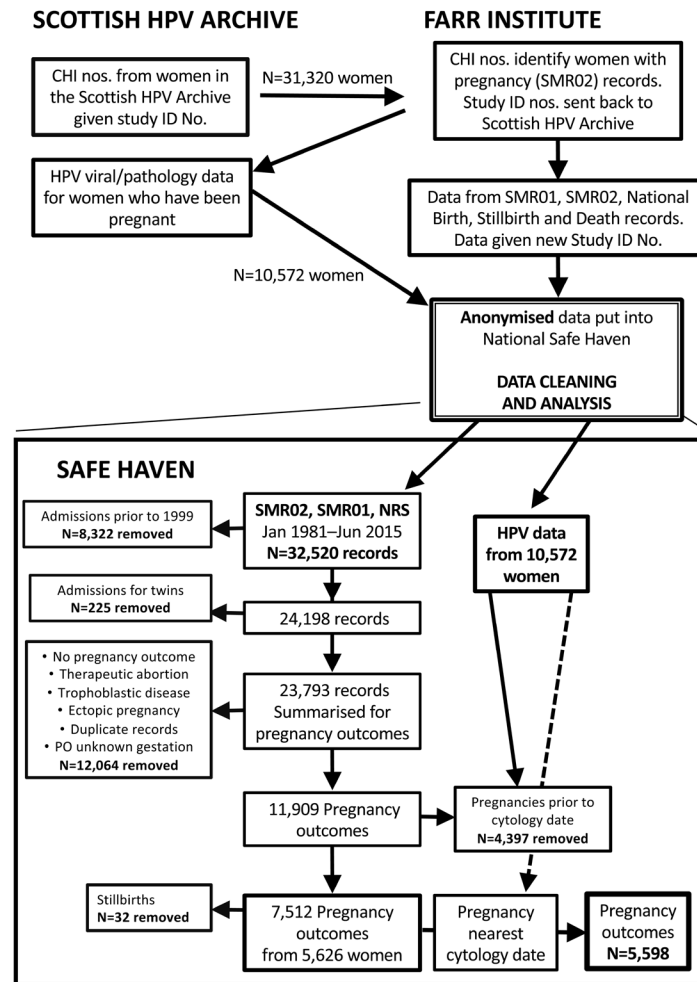 SCOTTISH HPV ARCHIVE
FARR INSTITUTE
CHI nos. from women in
the Scottish HPV Archive
given study ID No.
N=31,320 women
CHI nos. identify women with
pregnancy (SMR02) records.
Study ID nos. sent back to
Scottish HPV Archive
HPV viral/pathology data
for women who have been
pregnant
Data from SMR01, SMR02, National
Birth, Stillbirth and Death records.
Data given new Study ID No.
N=10,572 women
Anonymised data put into
National Safe Haven
DATA CLEANING
AND ANALYSIS
SAFE HAVEN
Admissions prior to 1999
N=8,322 removed
SMR02, SMR01, NRS
Jan 1981–Jun 2015
N=32,520 records
HPV data
from 10,572
women
Admissions for twins
N=225 removed
24,198 records
• No pregnancy outcome
• Therapeutic abortion
• Trophoblastic disease
• Ectopic pregnancy
• Duplicate records
• PO unknown gestation
N=12,064 removed
23,793 records
Summarised for
pregnancy outcomes
11,909 Pregnancy
outcomes
Pregnancies prior to
cytology date
N=4,397 removed
Stillbirths
N=32 removed
7,512 Pregnancy
outcomes
from 5,626 women
Pregnancy
nearest
cytology date
Pregnancy
outcomes
N=5,598